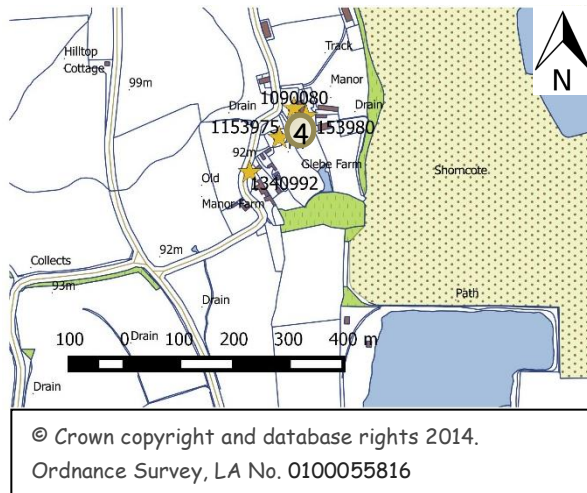 Hilltop
Cottage
99m
Track
Manor
Drain
1090080
Drain
1153975
4
153980
92m
Glebe Farm
Old
1340992
Manor Farm
Shorncote
92m
Collects
93m
Path
Drain
Drain
Drain
100 0 100 200 300 400 m
N
© Crown copyright and database rights 2014.
Ordnance Survey, LA No. 0100055816